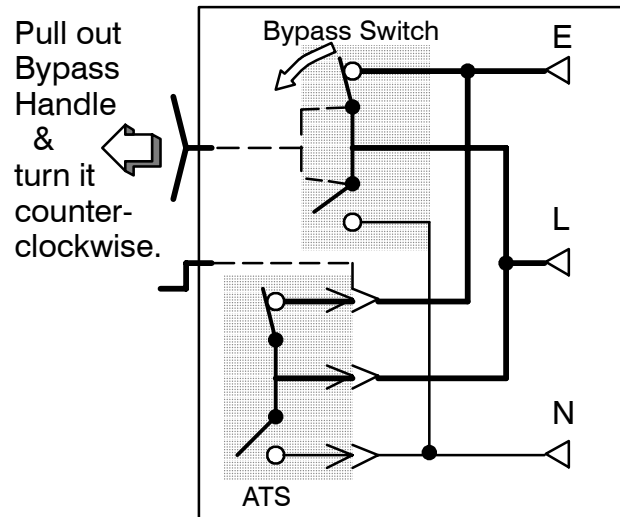 Pull out
Bypass
Handle
&
turn it
counter-
clockwise.
Bypass Switch
E
L
N
ATS